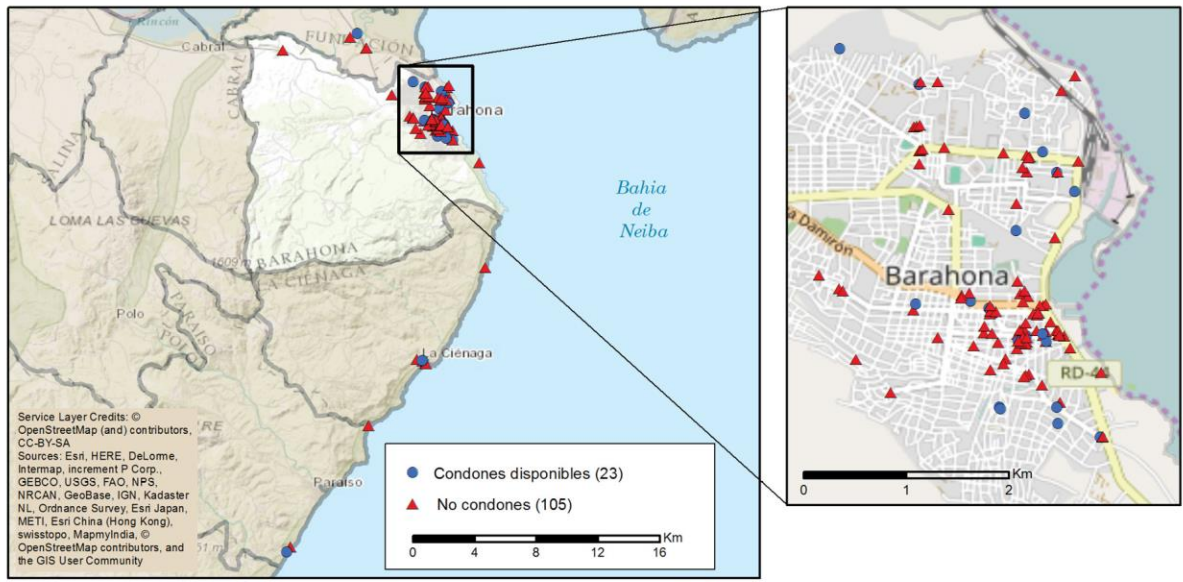 Rincón
Cabral
FUNDACIÓN
CABRAL
Barahona
SALINA
LOMA LAS CUEVAS
1609 m
BARAHONA
LA CIÉNAGA
Bahia
de
Neiba
Polo
PARAÍSO
POLO
La Ciénaga
Paraíso
Service Layer Credits: ©
OpenStreetMap (and) contributors,
CC-BY-SA
Sources: Esri, HERE, DeLorme,
Intermap, increment P Corp.,
GEBCO, USGS, FAO, NPS,
NRCAN, GeoBase, IGN, Kadaster
NL, Ordnance Survey, Esri Japan,
METI, Esri China (Hong Kong),
swisstopo, MapmyIndia, ©
OpenStreetMap contributors, and
the GIS User Community
Condones disponibles (23)
No condones (105)
Km
0 4 8 12 16
Damirón
Barahona
RD-44
Km
0 1 2